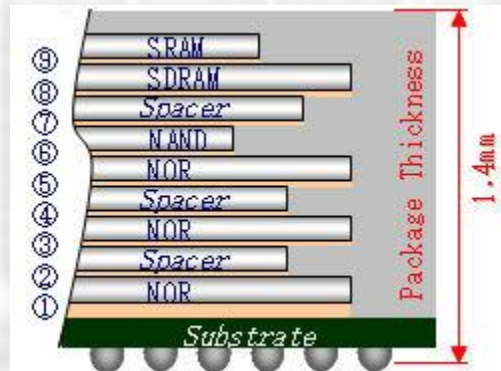 ⑨ SRAM
⑧ SDRAM
⑦ Spacer
⑥ NAND
⑤ NOR
④ Spacer
③ NOR
② Spacer
① NOR
Substrate
Package Thickness
1.4mm